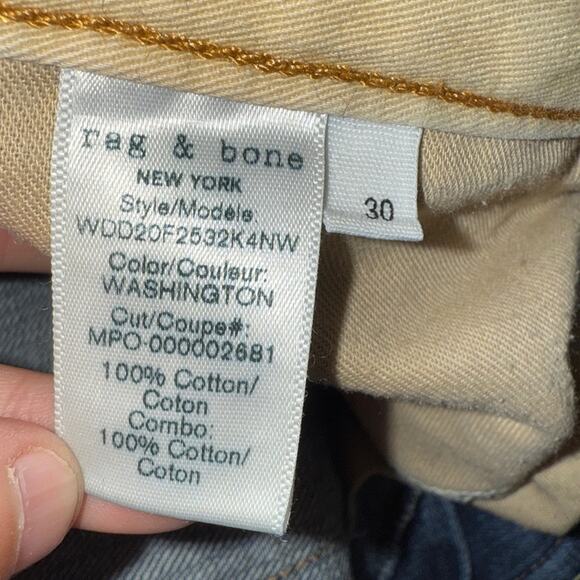 rag & bone
NEW YORK
Style/Modèle
WDD20F2532K4NW
Color/Couleur:
WASHINGTON
Cut/Coupe#:
MPO-000002681
100% Cotton/
Coton
Combo:
100% Cotton/
Coton
30